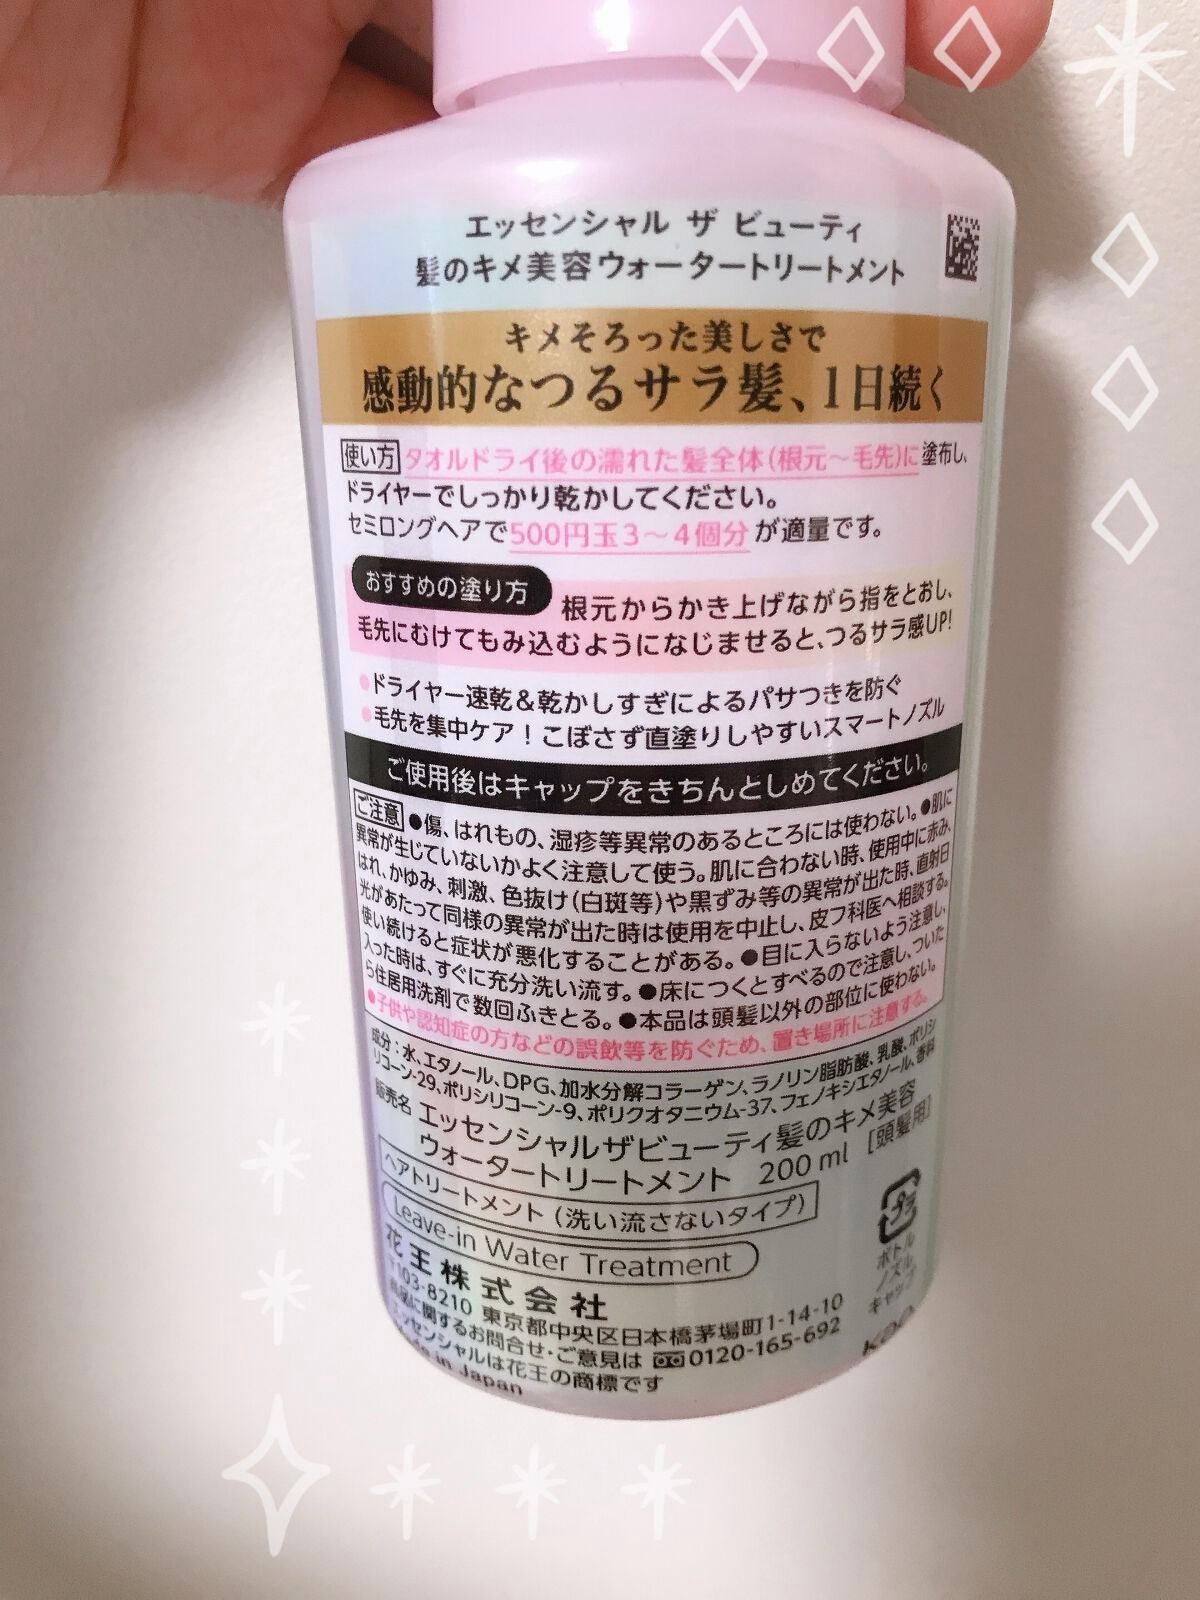 エッセンシャル ザ ビューティ
髪のキメ美容ウォータートリートメント
キメそろった美しさで
感動的なつるサラ髪、1日続く
使い方 タオルドライ後の濡れた髪全体(根元～毛先)に塗布し、
ドライヤーでしっかり乾かしてください。
セミロングヘアで500円玉3～4個分が適量です。
おすすめの塗り方 根元からかき上げながら指をとおし、
毛先にむけてもみ込むようになじませると、つるサラ感UP!
●ドライヤー速乾&乾かしすぎによるパサつきを防ぐ
●毛先を集中ケア！こぼさず直塗りしやすいスマートノズル
ご使用後はキャップをきちんとしめてください。
ご注意 ●傷、はれもの、湿疹等異常のあるところには使わない。●肌に
異常が生じていないかよく注意して使う。肌に合わない時、使用中に赤み、
はれ、かゆみ、刺激、色抜け(白斑等)や黒ずみ等の異常が出た時、直射日
光があたって同様の異常が出た時は使用を中止し、皮フ科医へ相談する。
使い続けると症状が悪化することがある。●目に入らないよう注意し、
入った時は、すぐに充分洗い流す。●床につくとすべるので注意し、ついた
ら住居用洗剤で数回ふきとる。●本品は頭髪以外の部位に使わない。
●子供や認知症の方などの誤飲等を防ぐため、置き場所に注意する。
成分：水、エタノール、DPG、加水分解コラーゲン、ラノリン脂肪酸、乳酸、ポリシ
リコーン-29、ポリシリコーン-9、ポリクオタニウム-37、フェノキシエタノール、香料
販売名 エッセンシャルザビューティ髪のキメ美容
ウォータートリートメント 200ml [頭髪用]
ヘアトリートメント (洗い流さないタイプ)
Leave-in Water Treatment
花王株式会社
〒103-8210 東京都中央区日本橋茅場町1-14-10
商品に関するお問合せ・ご意見は 0120-165-692
エッセンシャルは花王の商標です
in Japan
プラ
ボトル
ノズル
キャップ
Kao